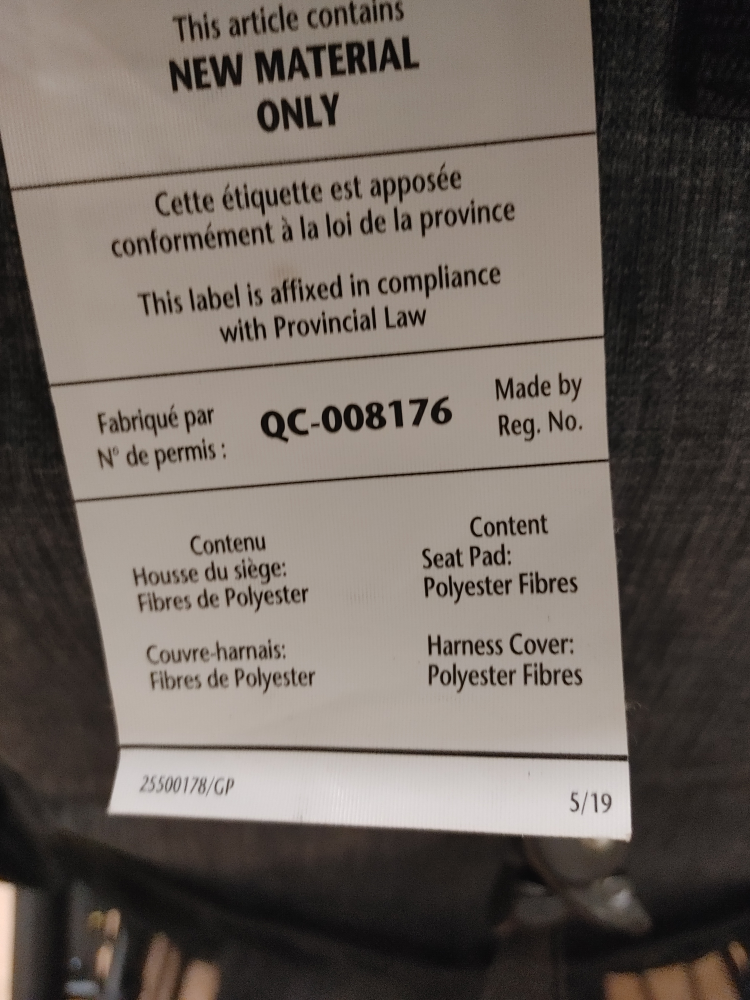 This article contains
NEW MATERIAL
ONLY
Cette étiquette est apposée
conformément à la loi de la province
This label is affixed in compliance
with Provincial Law
Fabriqué par
N° de permis :
QC-008176
Made by
Reg. No.
Contenu
Housse du siège:
Fibres de Polyester
Couvre-harnais:
Fibres de Polyester
Content
Seat Pad:
Polyester Fibres
Harness Cover:
Polyester Fibres
25500178/GP
5/19